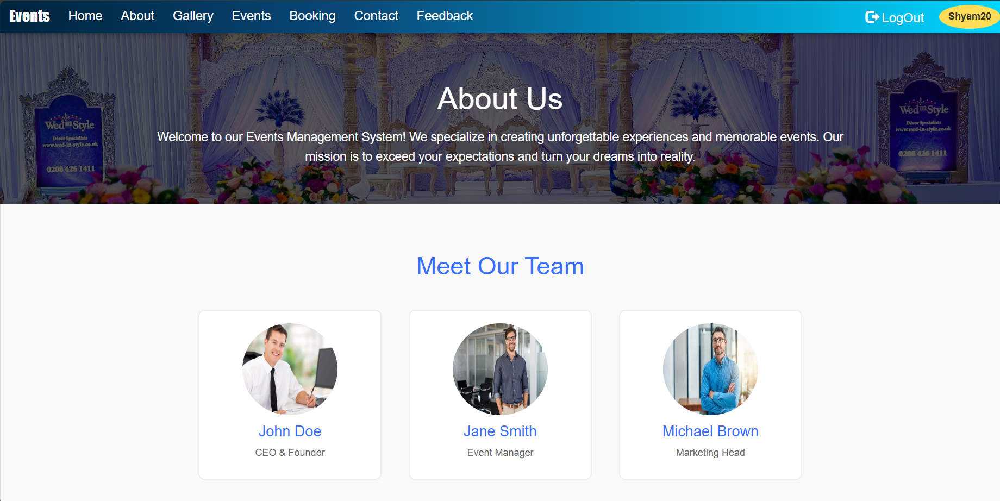 Events Home About Gallery Events Booking Contact Feedback LogOut Shyam20
About Us
Welcome to our Events Management System! We specialize in creating unforgettable experiences and memorable events. Our
mission is to exceed your expectations and turn your dreams into reality.
Wed in Style
Décor Specialists
www.wed-in-style.co.uk
0208 426 1411
Wed in Style
Décor Specialists
www.wed-in-style.co.uk
0208 426 1411
Meet Our Team
John Doe
CEO & Founder
Jane Smith
Event Manager
Michael Brown
Marketing Head